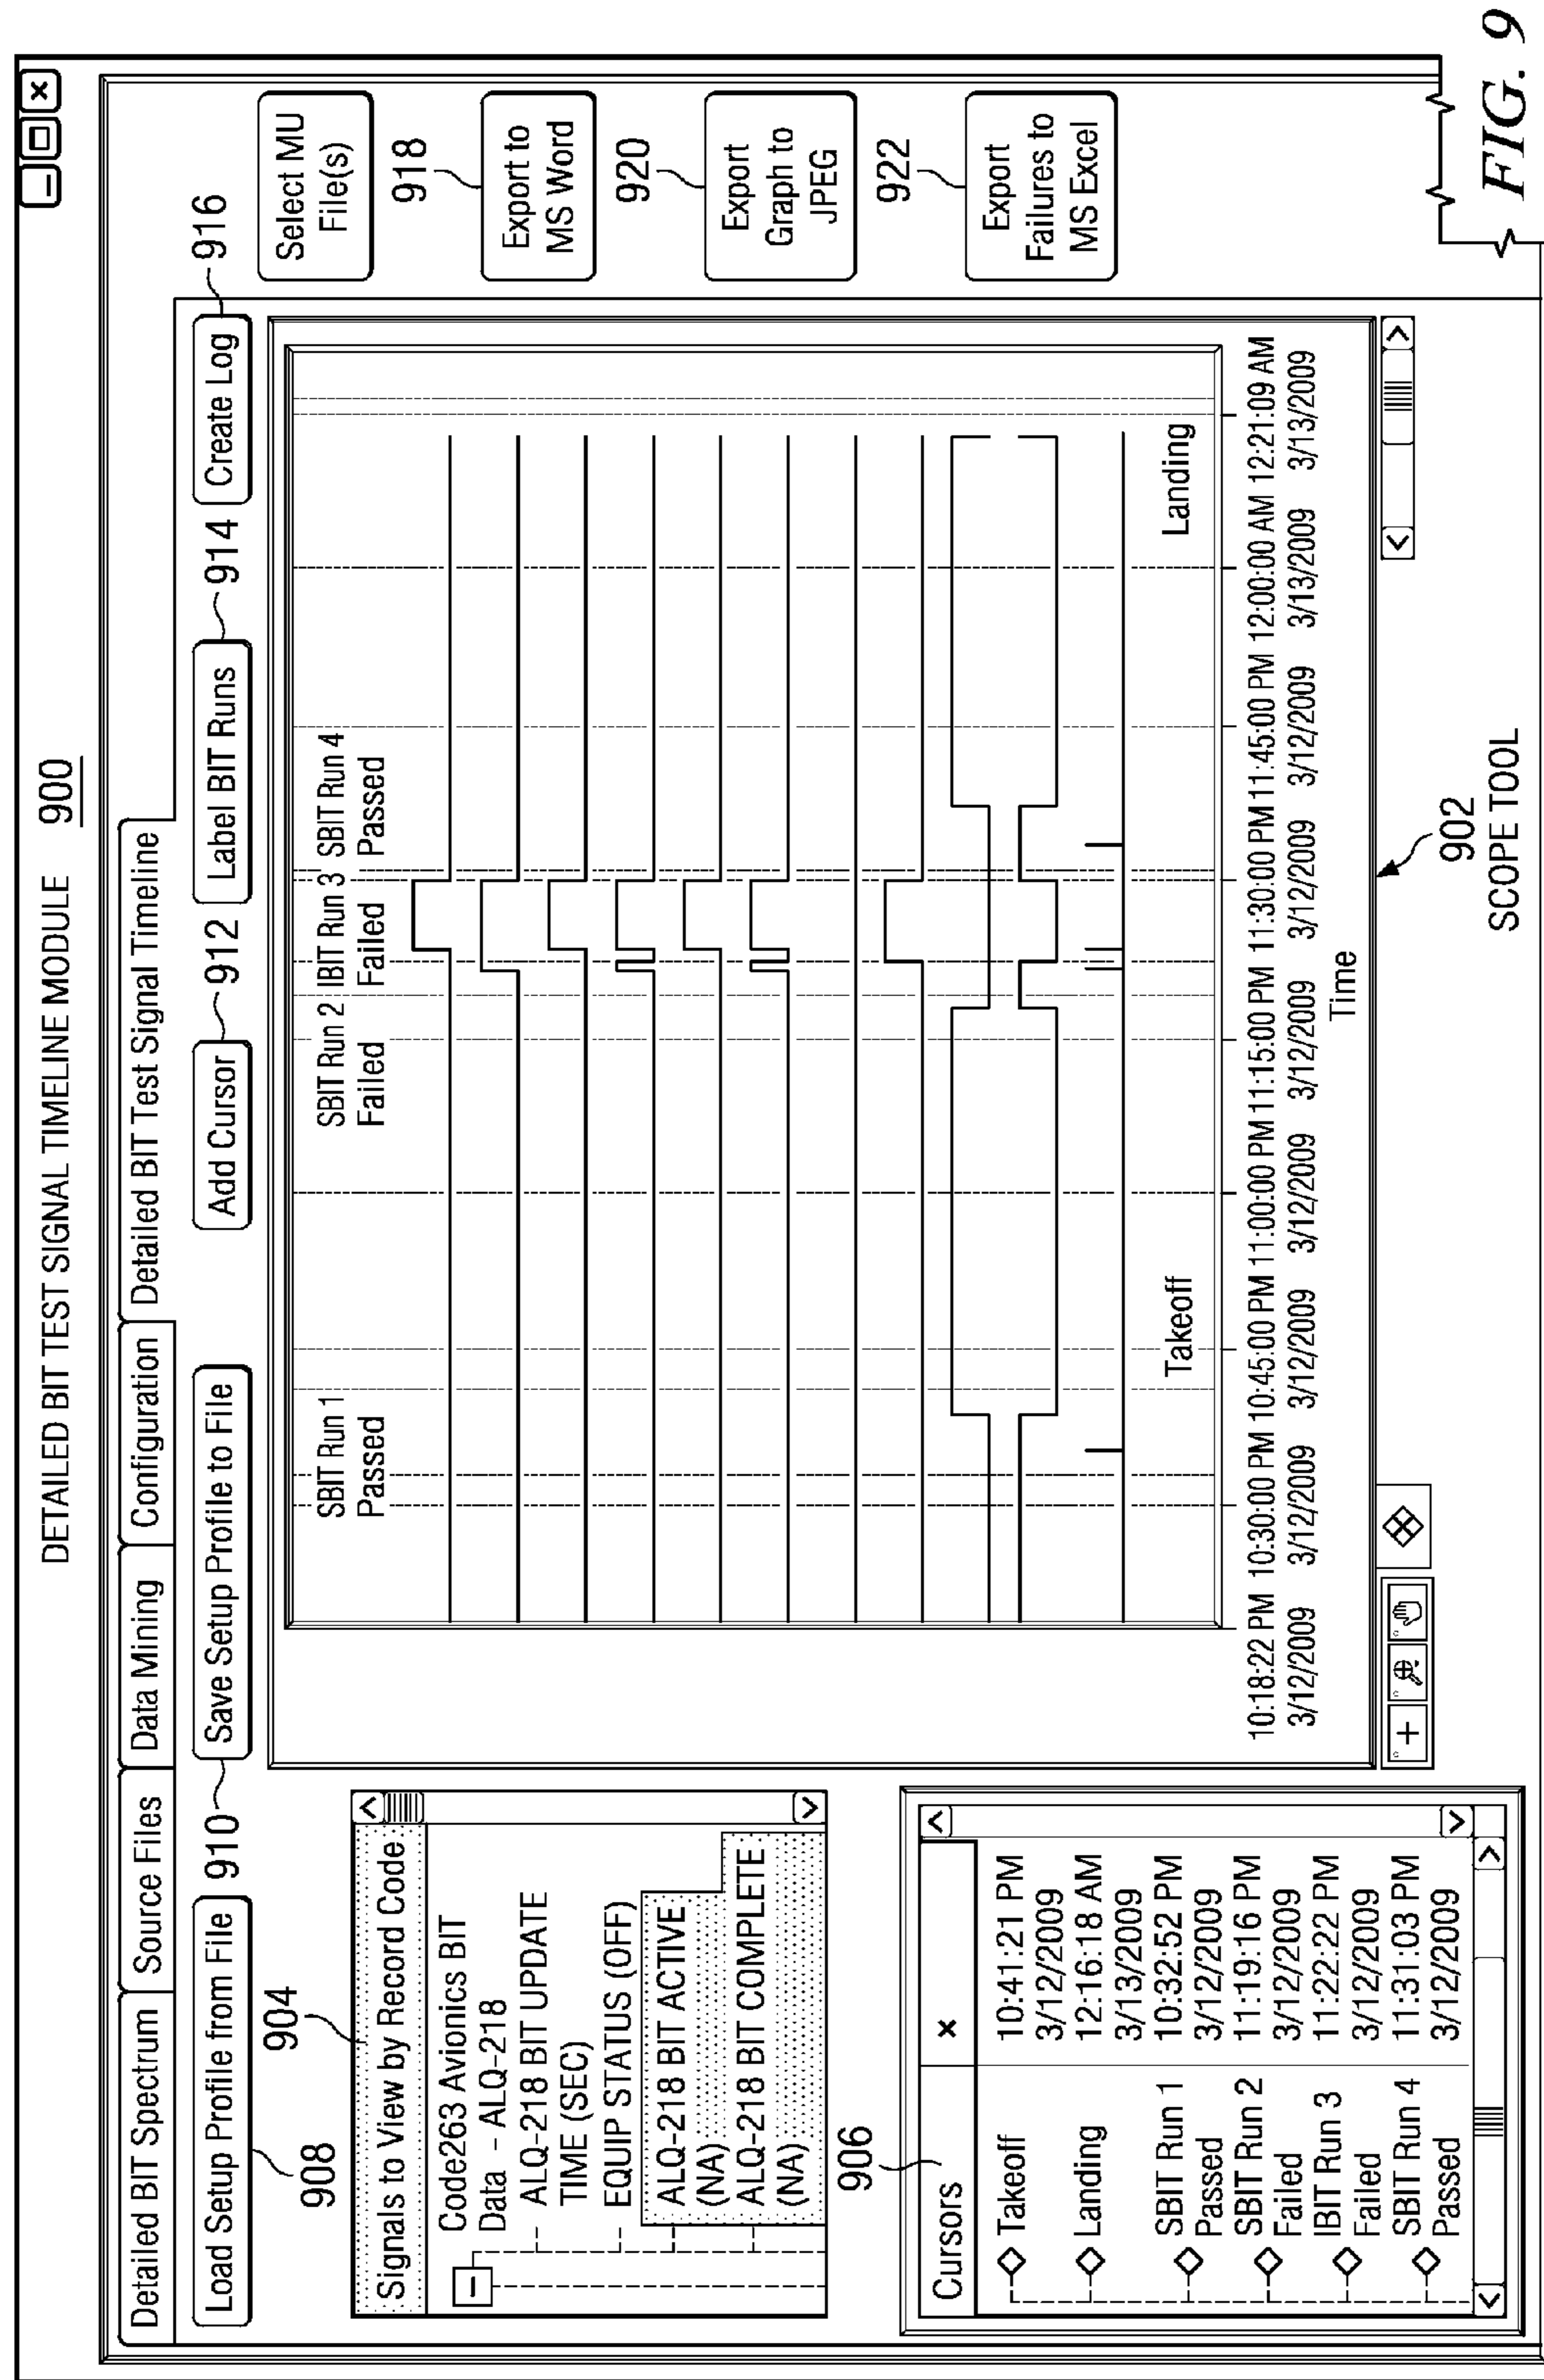 DETAILED BIT TEST SIGNAL TIMELINE MODULE 900
Detailed BIT Spectrum
Source Files
Data Mining
Configuration
Detailed BIT Test Signal Timeline
Load Setup Profile from File
908
910
Save Setup Profile to File
Add Cursor
912
Label BIT Runs
914
Create Log
916
904
Signals to View by Record Code
Code263 Avionics BIT
Data - ALQ-218
ALQ-218 BIT UPDATE
TIME (SEC)
EQUIP STATUS (OFF)
ALQ-218 BIT ACTIVE
(NA)
ALQ-218 BIT COMPLETE
(NA)
906
Cursors X
Takeoff 10:41:21 PM
3/12/2009
Landing 12:16:18 AM
3/13/2009
SBIT Run 1 10:32:52 PM
Passed 3/12/2009
SBIT Run 2 11:19:16 PM
Failed 3/12/2009
IBIT Run 3 11:22:22 PM
Failed 3/12/2009
SBIT Run 4 11:31:03 PM
Passed 3/12/2009
SBIT Run 1
Passed
SBIT Run 2
Failed
IBIT Run 3
Failed
SBIT Run 4
Passed
Takeoff
Landing
10:18:22 PM 10:30:00 PM 10:45:00 PM 11:00:00 PM 11:15:00 PM 11:30:00 PM 11:45:00 PM 12:00:00 AM 12:21:09 AM
3/12/2009 3/12/2009 3/12/2009 3/12/2009 3/12/2009 3/12/2009 3/12/2009 3/13/2009 3/13/2009
Time
902
SCOPE TOOL
Select MU
File(s)
918
Export to
MS Word
920
Export
Graph to
JPEG
922
Export
Failures to
MS Excel
FIG. 9